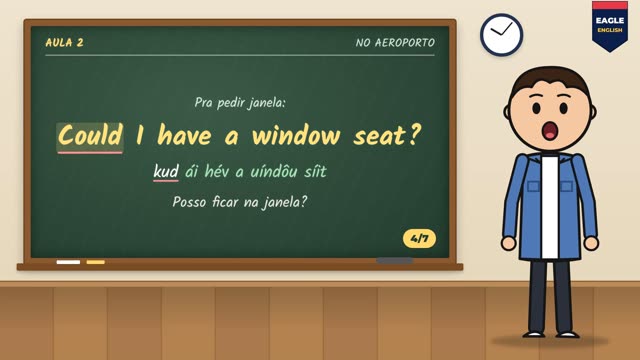 AULA 2
NO AEROPORTO
Pra pedir janela:
Could I have a window seat?
kud ái hév a uíndôu síit
Posso ficar na janela?
4/7
EAGLE
ENGLISH